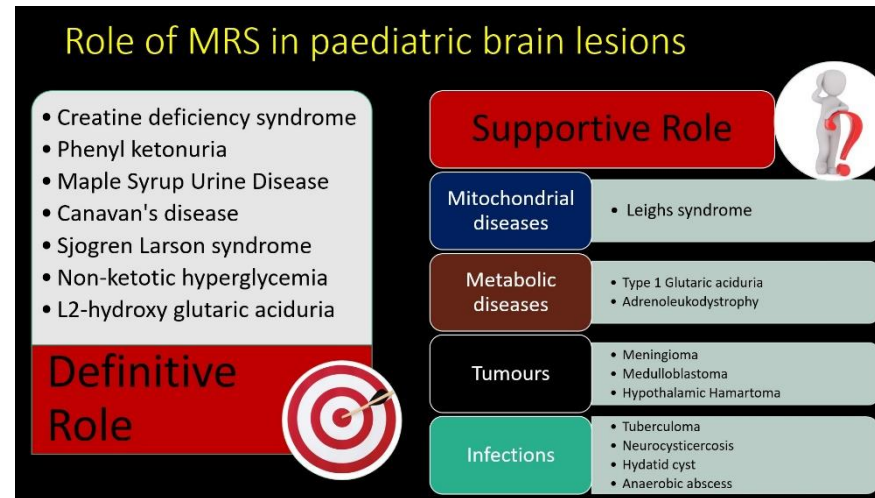 Role of MRS in paediatric brain lesions
• Creatine deficiency syndrome
• Phenyl ketonuria
• Maple Syrup Urine Disease
• Canavan's disease
• Sjogren Larson syndrome
• Non-ketotic hyperglycemia
• L2-hydroxy glutaric aciduria
Definitive
Role
Supportive Role
Mitochondrial
diseases
• Leighs syndrome
Metabolic
diseases
• Type 1 Glutaric aciduria
• Adrenoleukodystrophy
Tumours
• Meningioma
• Medulloblastoma
• Hypothalamic Hamartoma
Infections
• Tuberculoma
• Neurocysticercosis
• Hydatid cyst
• Anaerobic abscess